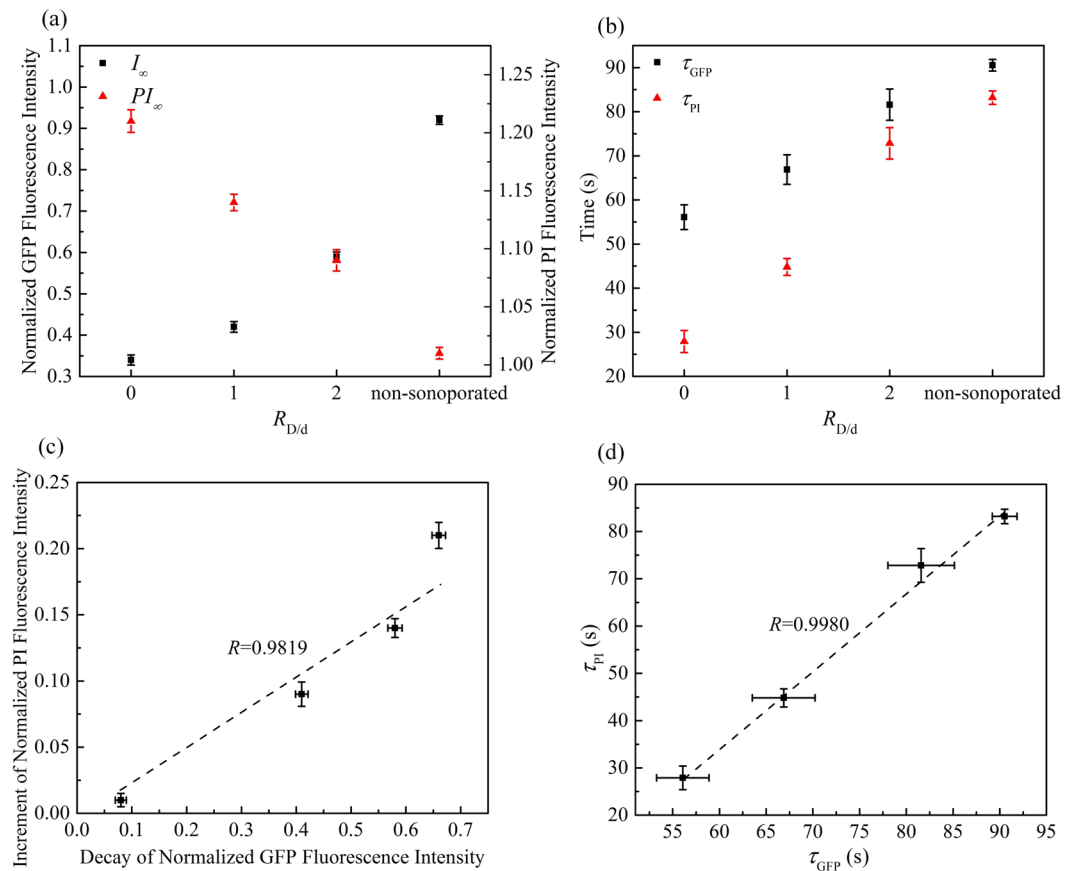 (a)
Normalized GFP Fluorescence Intensity
1.1
1.0
0.9
0.8
0.7
0.6
0.5
0.4
0.3
I∞
PI∞
1.25
1.20
1.15
1.10
1.05
1.00
Normalized PI Fluorescence Intensity
0 1 2 non-sonoporated
R_D/d
(b)
Time (s)
90
80
70
60
50
40
30
20
τ_GFP
τ_PI
0 1 2 non-sonoporated
R_D/d
(c)
Increment of Normalized PI Fluorescence Intensity
0.25
0.20
0.15
0.10
0.05
0.00
R=0.9819
0.0 0.1 0.2 0.3 0.4 0.5 0.6 0.7
Decay of Normalized GFP Fluorescence Intensity
(d)
τ_PI (s)
90
80
70
60
50
40
30
20
R=0.9980
55 60 65 70 75 80 85 90 95
τ_GFP (s)